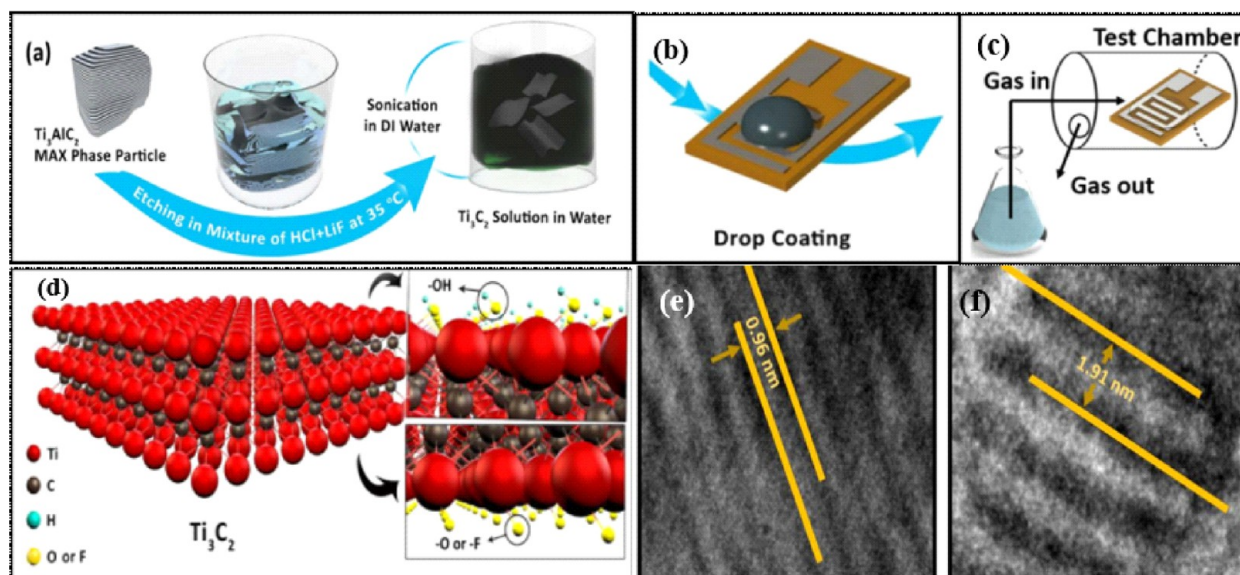 (a)
Ti₃AlC₂
MAX Phase Particle
Etching in Mixture of HCl+LiF at 35 °C
Sonication
in DI Water
Ti₃C₂ Solution in Water
(b)
Drop Coating
(c)
Test Chamber
Gas in
Gas out
(d)
Ti
C
H
O or F
Ti₃C₂
-OH
-O or -F
(e)
0.96 nm
(f)
1.91 nm